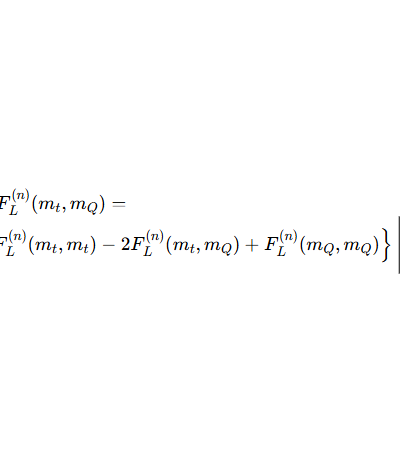 F_L^{(n)}(m_t, m_Q) =
F_L^{(n)}(m_t, m_t) − 2F_L^{(n)}(m_t, m_Q) + F_L^{(n)}(m_Q, m_Q)} |